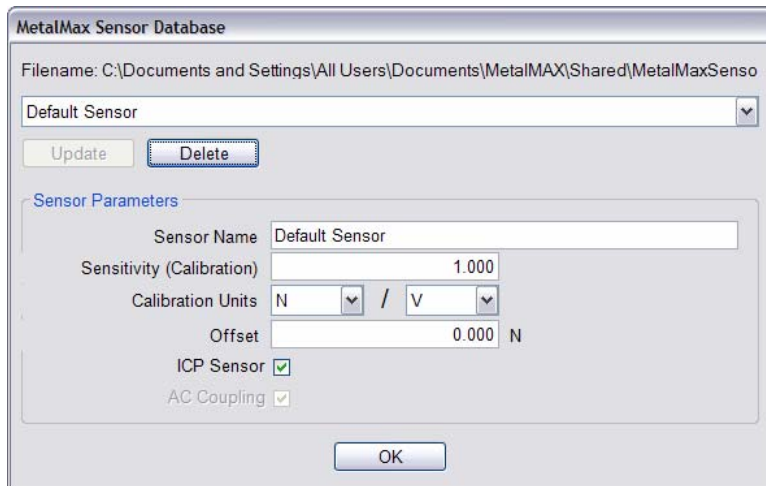 MetalMax Sensor Database
Filename: C:\Documents and Settings\All Users\Documents\MetalMAX\Shared\MetalMaxSenso
Default Sensor
Update Delete
Sensor Parameters
Sensor Name Default Sensor
Sensitivity (Calibration) 1.000
Calibration Units N / V
Offset 0.000 N
ICP Sensor
AC Coupling
OK